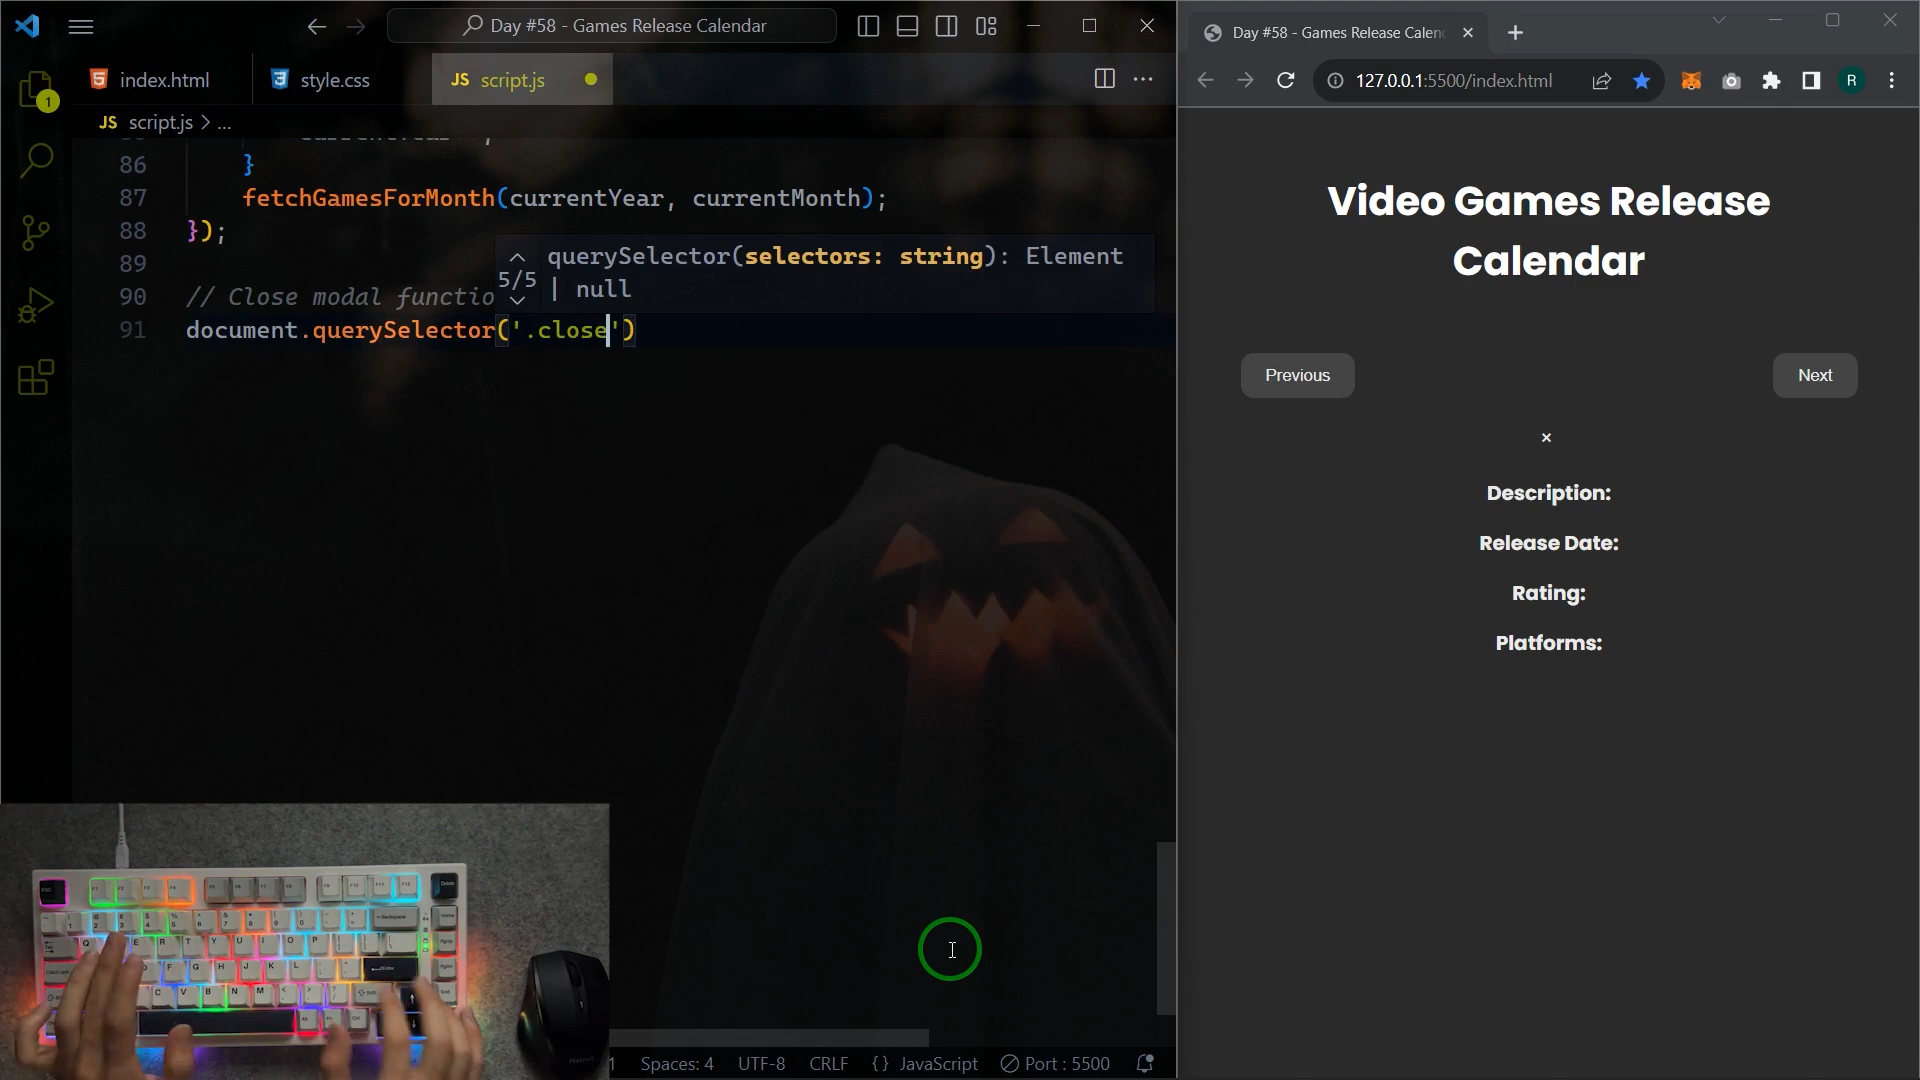 Day #58 - Games Release Calendar
index.html
style.css
JS script.js
JS script.js > ...
86 }
87 fetchGamesForMonth(currentYear, currentMonth);
88 });
89
90 // Close modal functio
91 document.querySelector('.close')
querySelector(selectors: string): Element
5/5
| null
1
Spaces: 4
UTF-8
CRLF
{} JavaScript
Port : 5500
Day #58 - Games Release Calen
127.0.0.1:5500/index.html
R
Video Games Release
Calendar
Previous
Next
×
Description:
Release Date:
Rating:
Platforms: